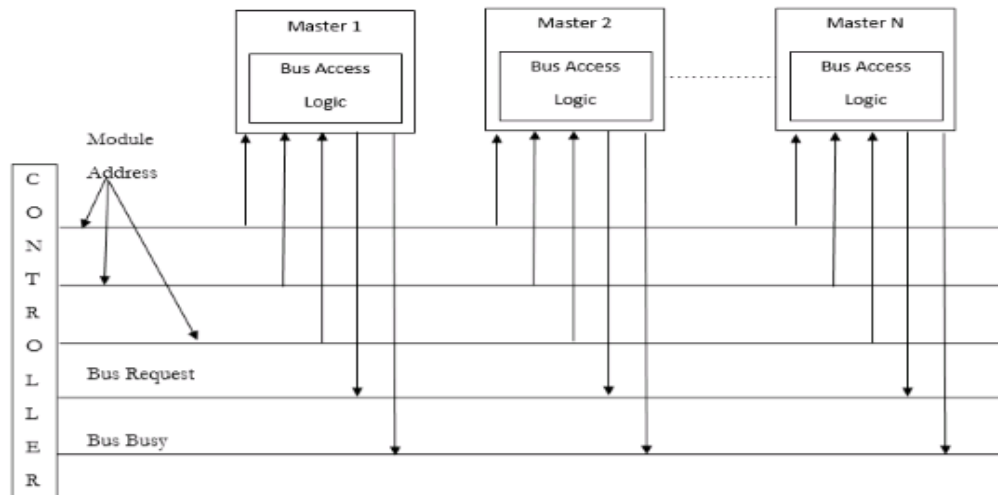 Master 1
Bus Access
Logic
Master 2
Bus Access
Logic
Master N
Bus Access
Logic
Module
Address
C
O
N
T
R
O
L
L
E
R
Bus Request
Bus Busy